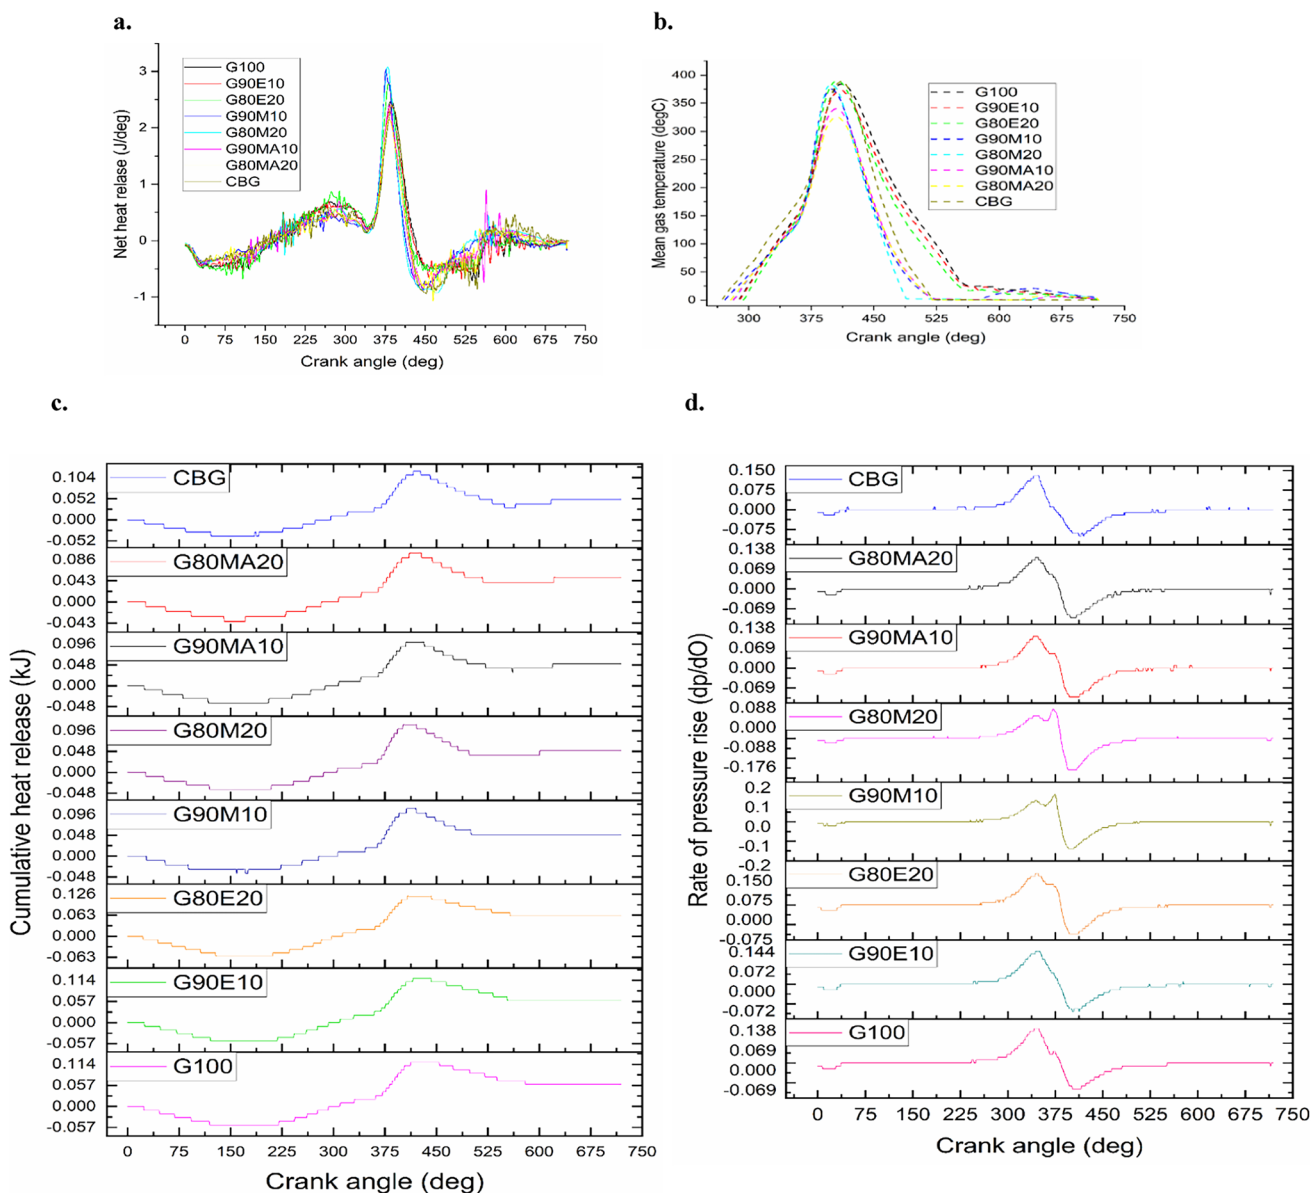 a.
Net heat relase (J/deg)
3
2
1
0
-1
G100
G90E10
G80E20
G90M10
G80M20
G90MA10
G80MA20
CBG
0 75 150 225 300 375 450 525 600 675 750
Crank angle (deg)
b.
Mean gas temperature (degC)
400
350
300
250
200
150
100
50
0
G100
G90E10
G80E20
G90M10
G80M20
G90MA10
G80MA20
CBG
300 375 450 525 600 675 750
Crank angle (deg)
c.
Cumulative heat release (kJ)
CBG
0.104
0.052
0.000
-0.052
G80MA20
0.086
0.043
0.000
-0.043
G90MA10
0.096
0.048
0.000
-0.048
G80M20
0.096
0.048
0.000
-0.048
G90M10
0.096
0.048
0.000
-0.048
G80E20
0.126
0.063
0.000
-0.063
G90E10
0.114
0.057
0.000
-0.057
G100
0.114
0.057
0.000
-0.057
0 75 150 225 300 375 450 525 600 675 750
Crank angle (deg)
d.
Rate of pressure rise (dp/dO)
CBG
0.150
0.075
0.000
-0.075
G80MA20
0.138
0.069
0.000
-0.069
G90MA10
0.138
0.069
0.000
-0.069
G80M20
0.088
0.000
-0.088
-0.176
G90M10
0.2
0.1
0.0
-0.1
-0.2
G80E20
0.150
0.075
0.000
-0.075
G90E10
0.144
0.072
0.000
-0.072
G100
0.138
0.069
0.000
-0.069
0 75 150 225 300 375 450 525 600 675 750
Crank angle (deg)